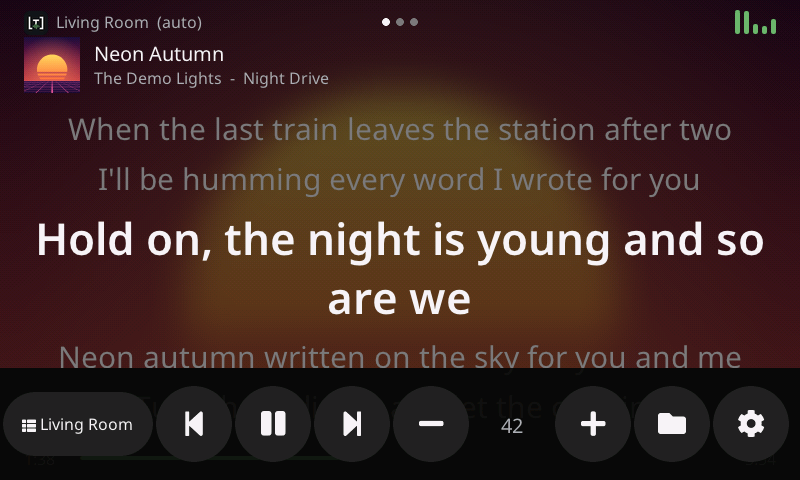 [T] Living Room (auto)
Neon Autumn
The Demo Lights - Night Drive
When the last train leaves the station after two
I'll be humming every word I wrote for you
Hold on, the night is young and so
are we
Neon autumn written on the sky for you and me
Living Room
42